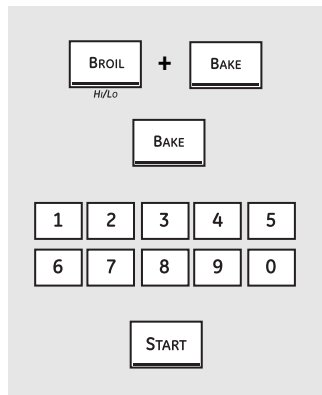 BROIL + BAKE
HI/LO
BAKE
1 2 3 4 5
6 7 8 9 0
START